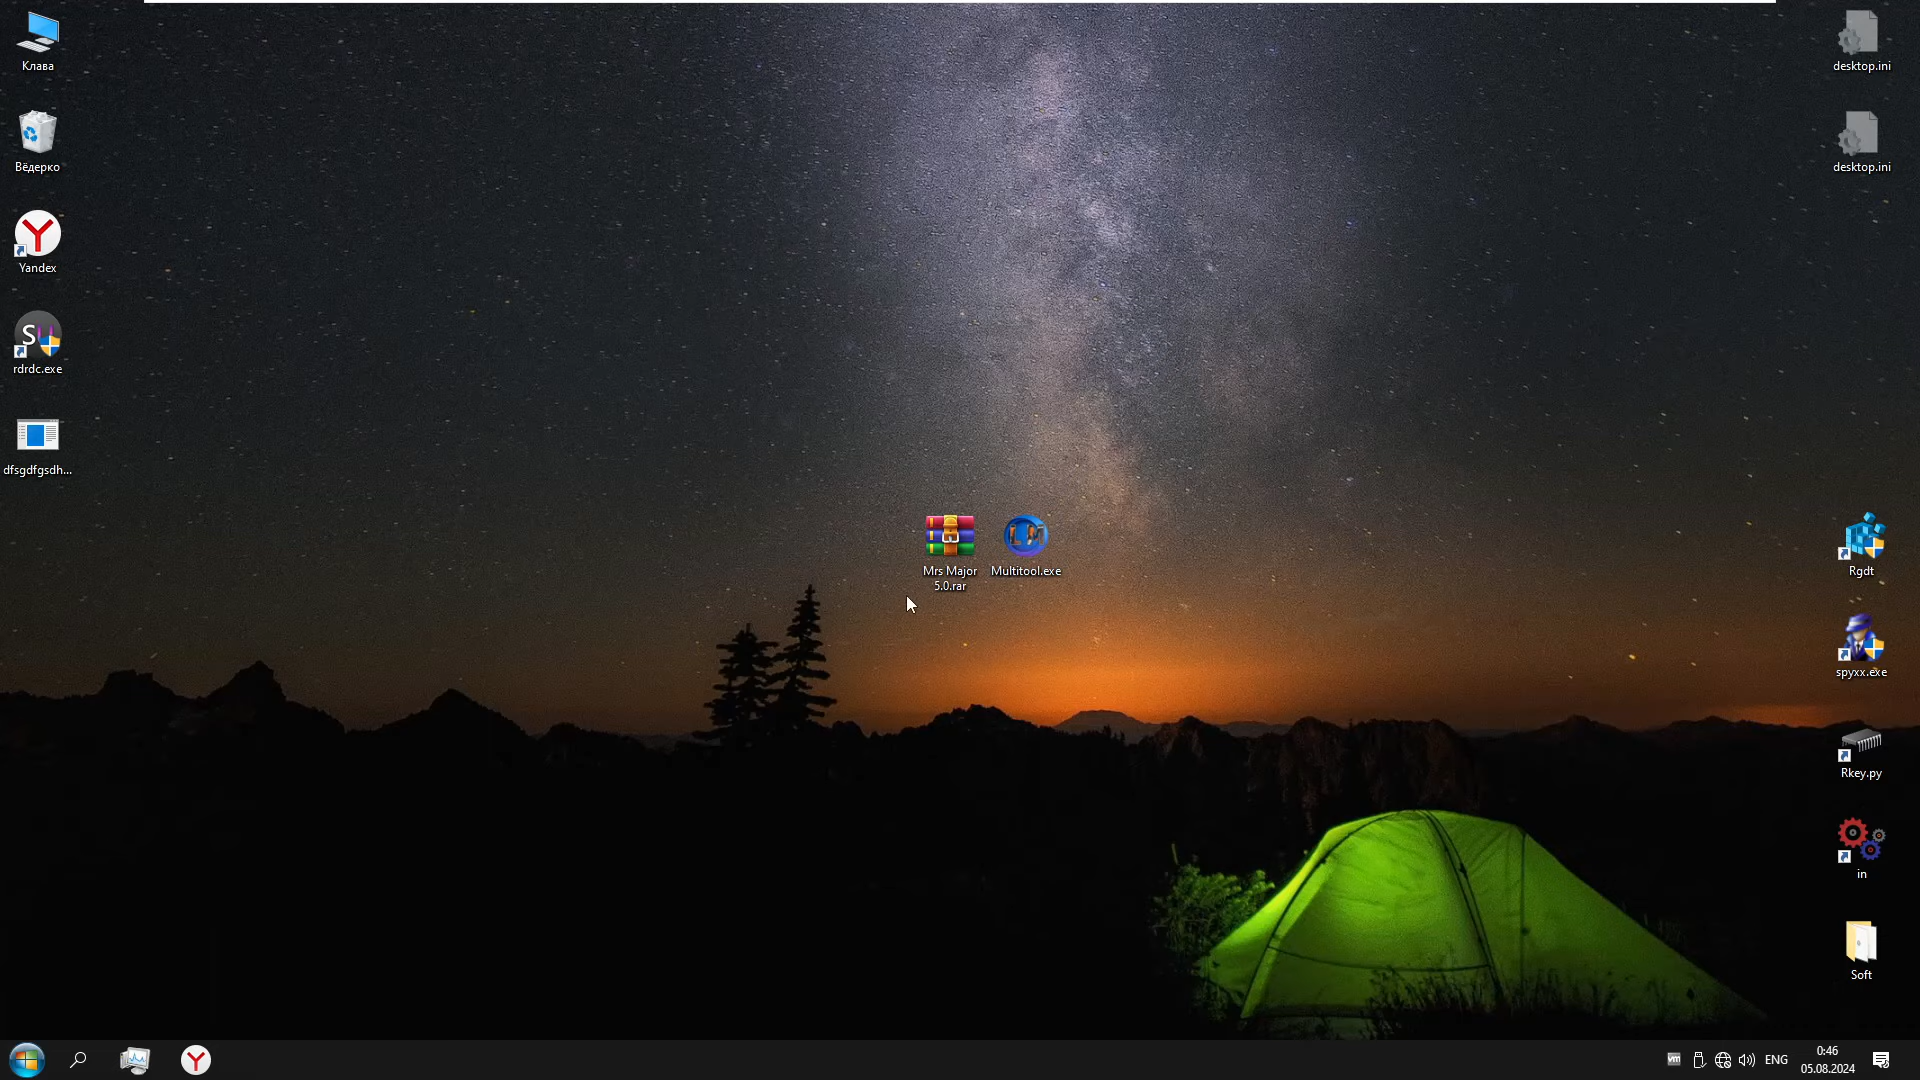 Клава
Вёдерко
Yandex
rdrdc.exe
dfsgdfgsdh...
Mrs Major
5.0.rar
Multitool.exe
desktop.ini
desktop.ini
Rgdt
spyxx.exe
Rkey.py
in
Soft
ENG
0:46
05.08.2024